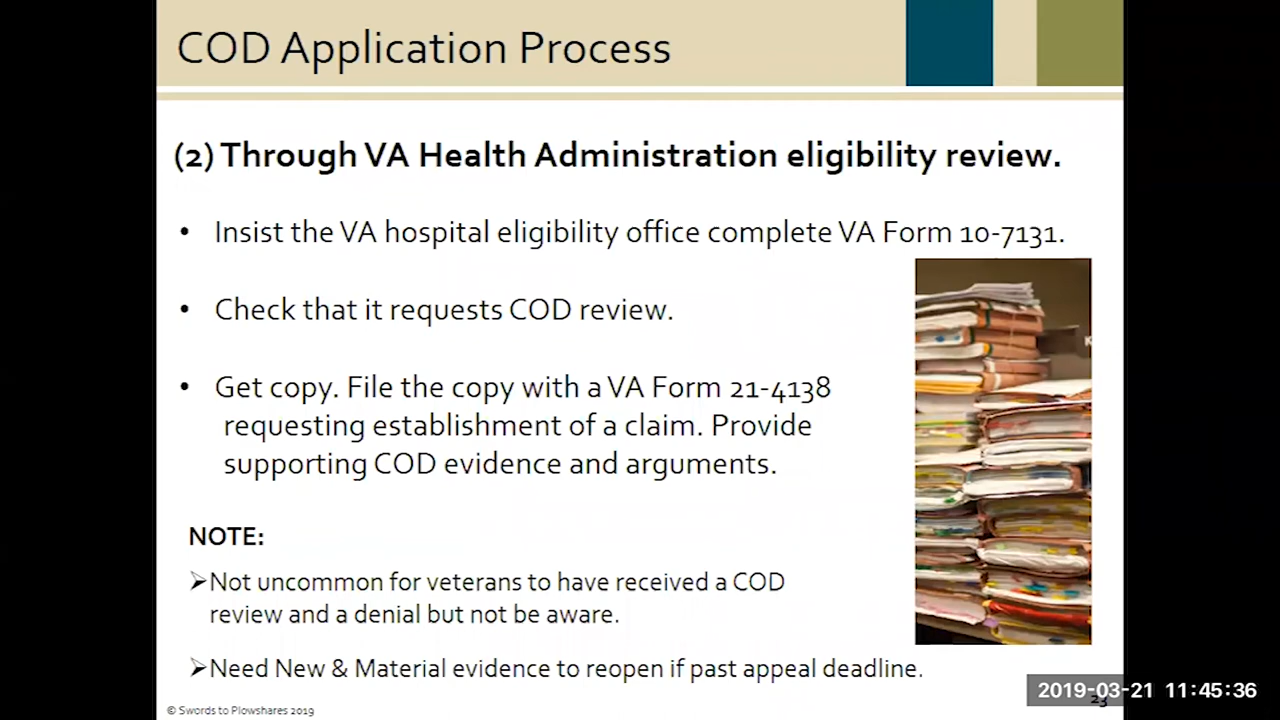 COD Application Process
(2) Through VA Health Administration eligibility review.
• Insist the VA hospital eligibility office complete VA Form 10-7131.
• Check that it requests COD review.
• Get copy. File the copy with a VA Form 21-4138
requesting establishment of a claim. Provide
supporting COD evidence and arguments.
NOTE:
➢Not uncommon for veterans to have received a COD
review and a denial but not be aware.
➢Need New & Material evidence to reopen if past appeal deadline.
2019-03-21 11:45:36
23
© Swords to Plowshares 2019